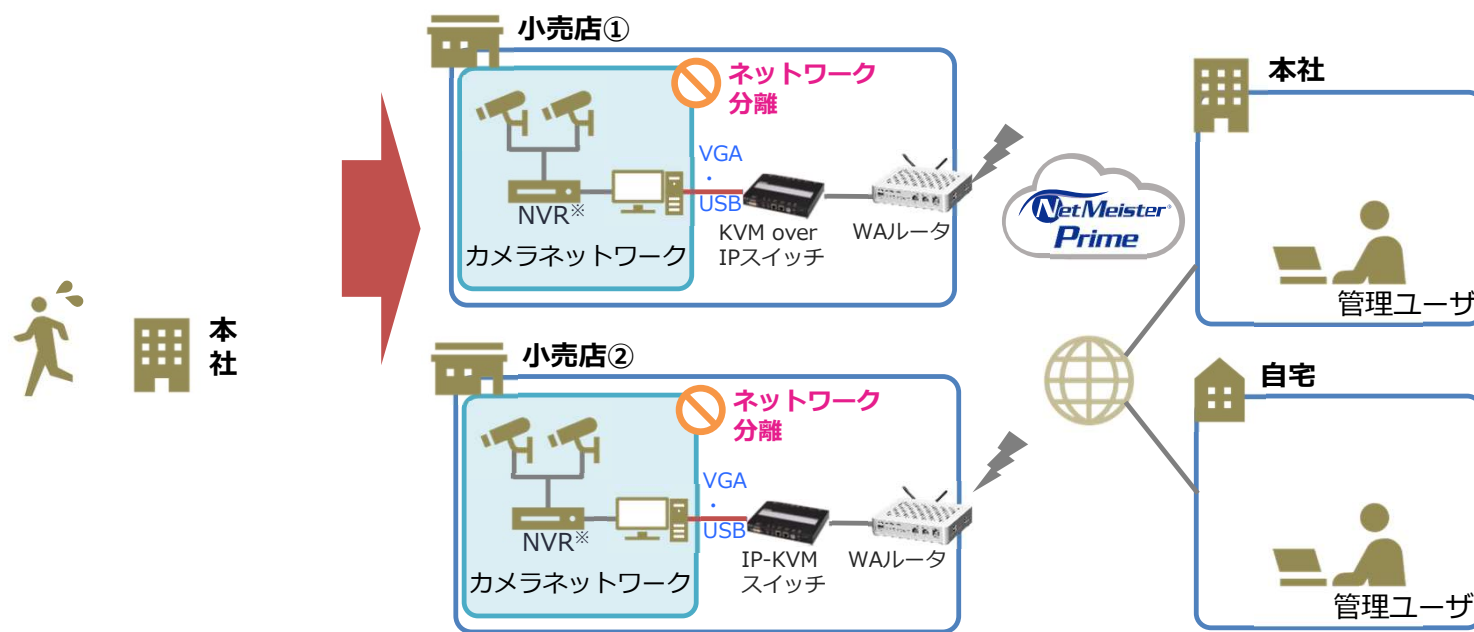 本
社
小売店①
ネットワーク
分離
VGA
・
USB
NVR※
カメラネットワーク
KVM over
IPスイッチ
WAルータ
小売店②
ネットワーク
分離
VGA
・
USB
NVR※
カメラネットワーク
IP-KVM
スイッチ
WAルータ
NetMeister®
Prime
本社
管理ユーザ
自宅
管理ユーザ